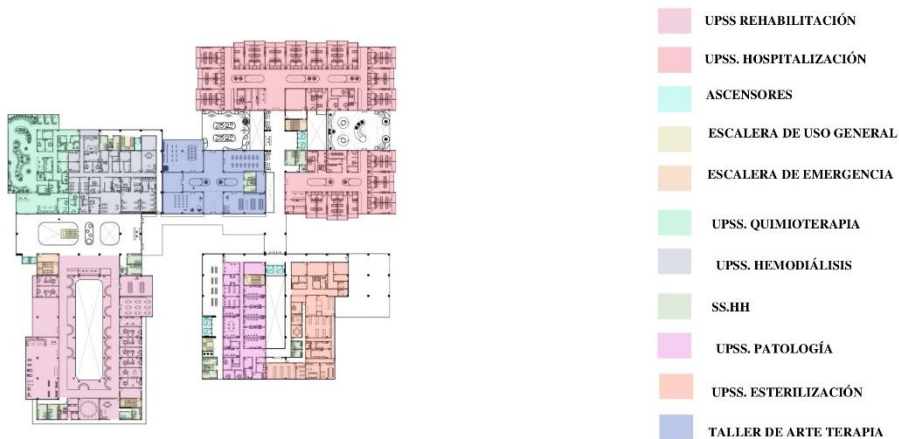 UPSS REHABILITACIÓN
UPSS. HOSPITALIZACIÓN
ASCENSORES
ESCALERA DE USO GENERAL
ESCALERA DE EMERGENCIA
UPSS. QUIMIOTERAPIA
UPSS. HEMODIÁLISIS
SS.HH
UPSS. PATOLOGÍA
UPSS. ESTERILIZACIÓN
TALLER DE ARTE TERAPIA